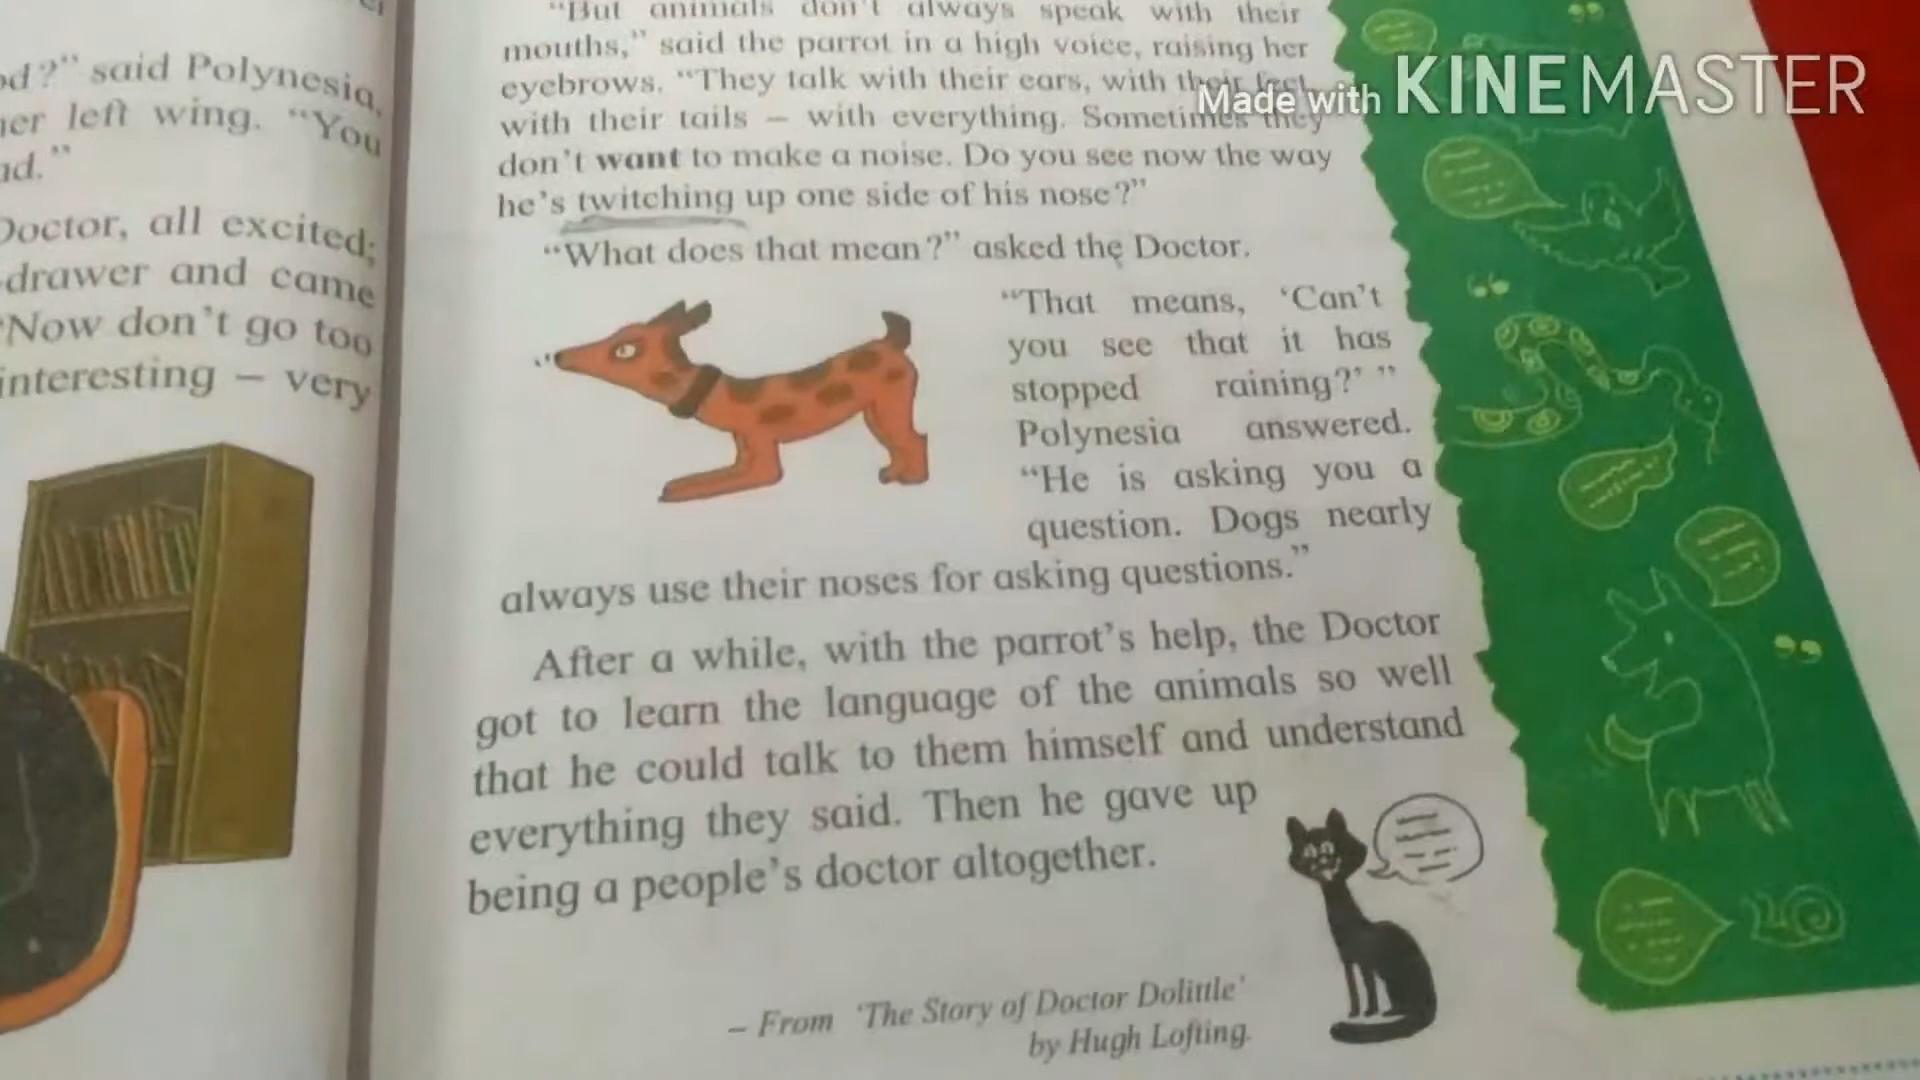 od?” said Polynesia,
her left wing. “You
ad.”
Doctor, all excited;
-drawer and came
“Now don’t go too
interesting – very
“But animals don’t always speak with their
mouths,” said the parrot in a high voice, raising her
eyebrows. “They talk with their ears, with their feet,
with their tails – with everything. Sometimes they
don’t want to make a noise. Do you see now the way
he’s twitching up one side of his nose?”
“What does that mean?” asked the Doctor.
“That means, ‘Can’t
you see that it has
stopped raining?’ ”
Polynesia answered.
“He is asking you a
question. Dogs nearly
always use their noses for asking questions.”
After a while, with the parrot’s help, the Doctor
got to learn the language of the animals so well
that he could talk to them himself and understand
everything they said. Then he gave up
being a people’s doctor altogether.
– From ‘The Story of Doctor Dolittle’
by Hugh Lofting.
Made with KINEMASTER